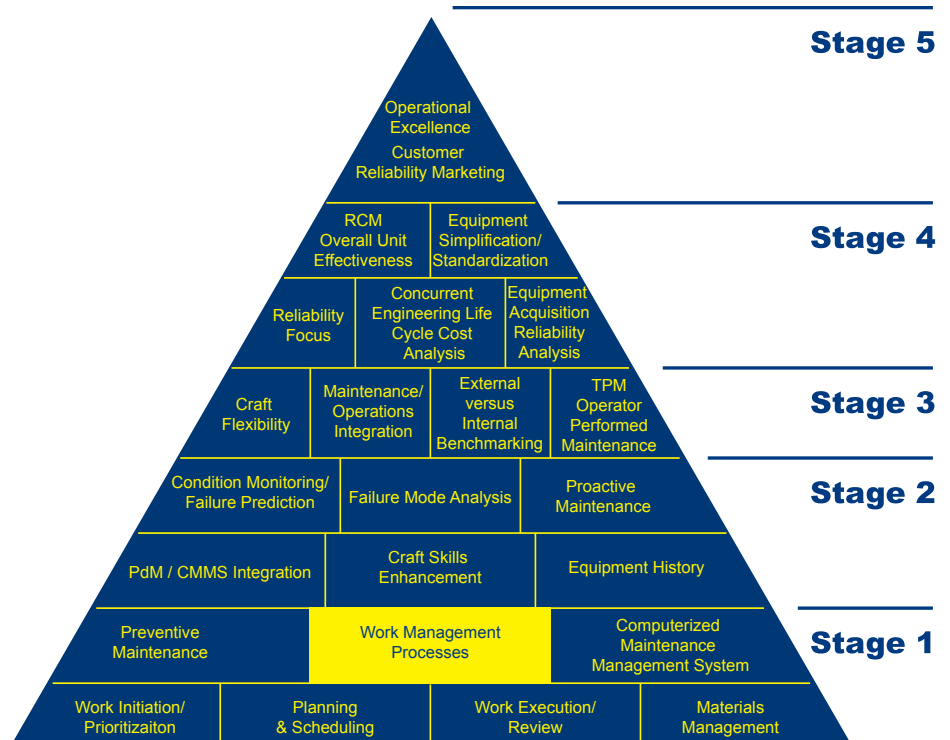 Stage 5
Operational
Excellence
Customer
Reliability Marketing
Stage 4
RCM
Overall Unit
Effectiveness
Equipment
Simplification/
Standardization
Reliability
Focus
Concurrent
Engineering Life
Cycle Cost
Analysis
Equipment
Acquisition
Reliability
Analysis
Stage 3
Craft
Flexibility
Maintenance/
Operations
Integration
External
versus
Internal
Benchmarking
TPM
Operator
Performed
Maintenance
Stage 2
Condition Monitoring/
Failure Prediction
Failure Mode Analysis
Proactive
Maintenance
PdM / CMMS Integration
Craft Skills
Enhancement
Equipment History
Stage 1
Preventive
Maintenance
Work Management
Processes
Computerized
Maintenance
Management System
Work Initiation/
Prioritizaiton
Planning
& Scheduling
Work Execution/
Review
Materials
Management